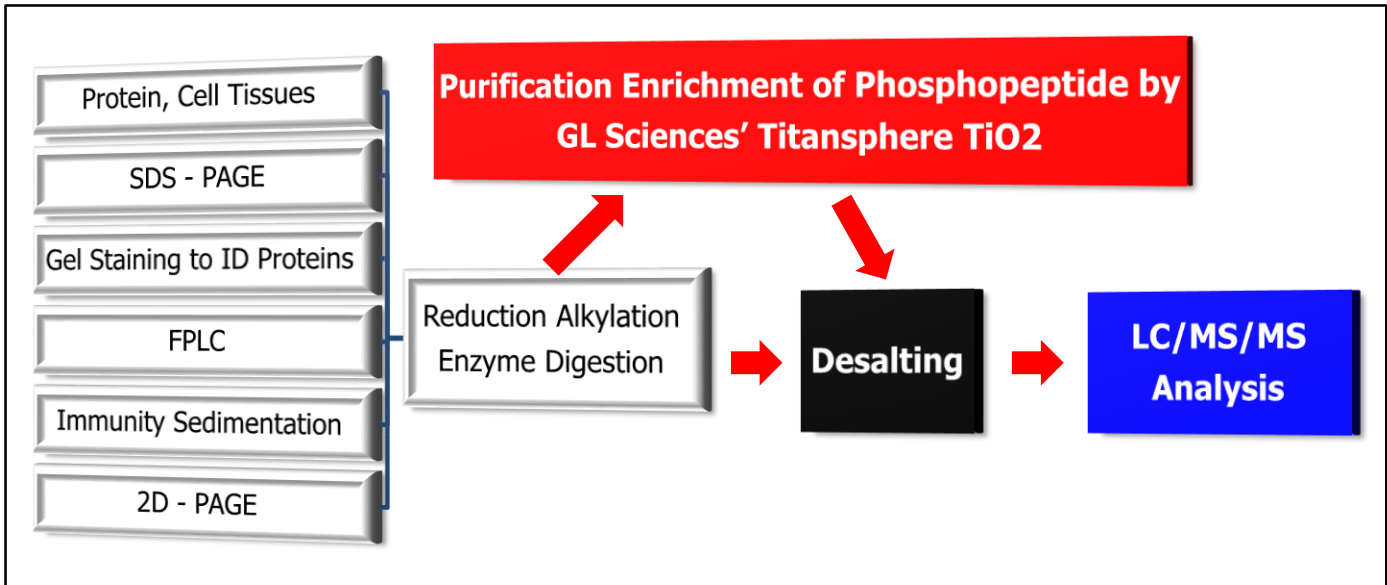 Protein, Cell Tissues
SDS - PAGE
Gel Staining to ID Proteins
FPLC
Immunity Sedimentation
2D - PAGE
Reduction Alkylation
Enzyme Digestion
Purification Enrichment of Phosphopeptide by
GL Sciences’ Titansphere TiO2
Desalting
LC/MS/MS
Analysis